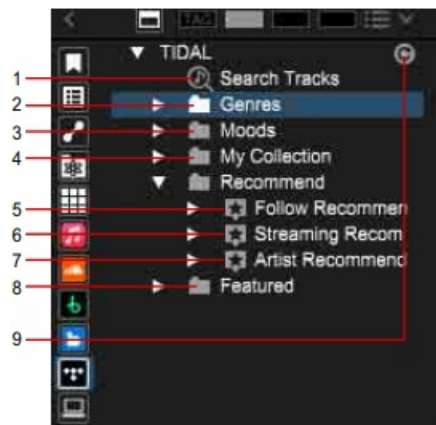 TAG
TIDAL
1 Search Tracks
2 Genres
3 Moods
4 My Collection
Recommend
5 Follow Recommen
6 Streaming Recom
7 Artist Recommend
8 Featured
9